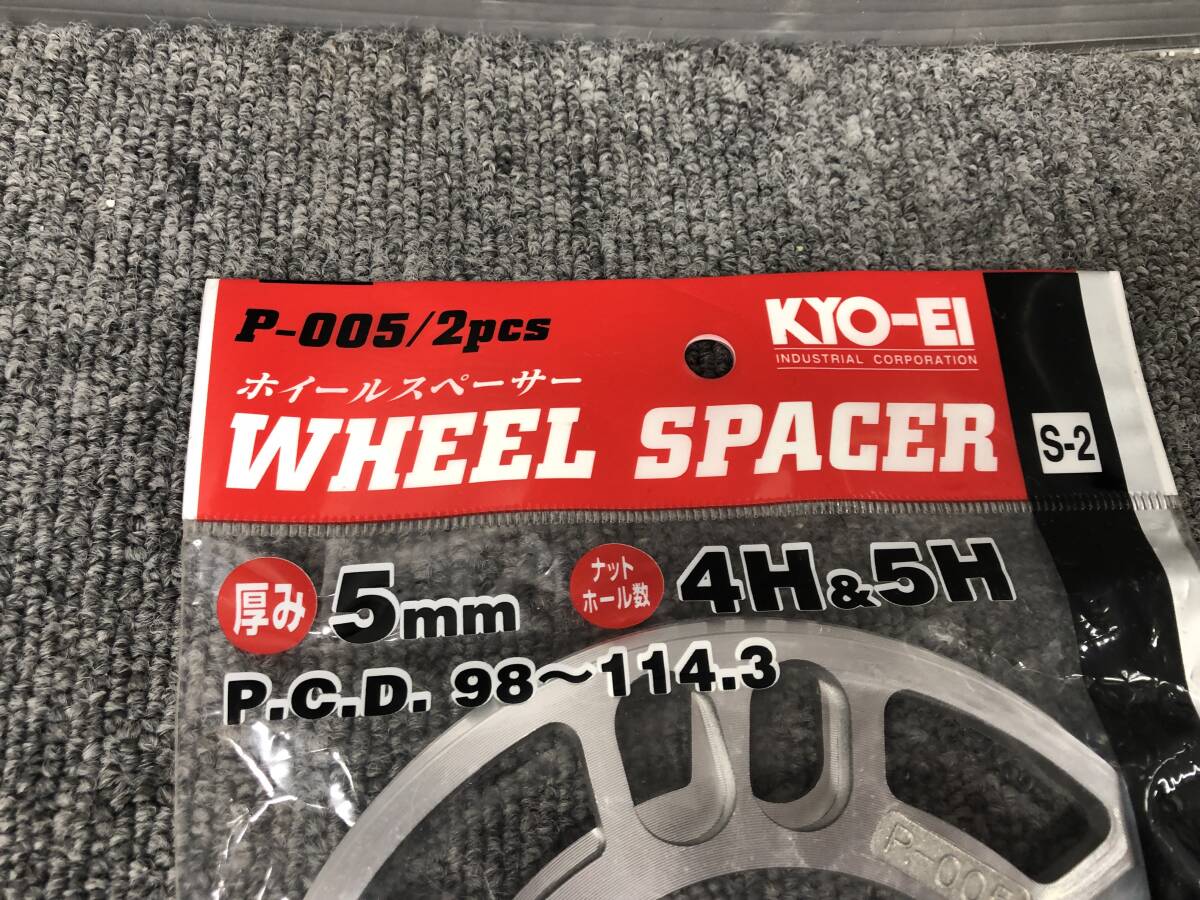 P-005/2pcs
KYO-EI
INDUSTRIAL CORPORATION
ホイールスペーサー
WHEEL SPACER
S-2
厚み 5mm
ナット
ホール数
4H&5H
P.C.D. 98～114.3
P-005